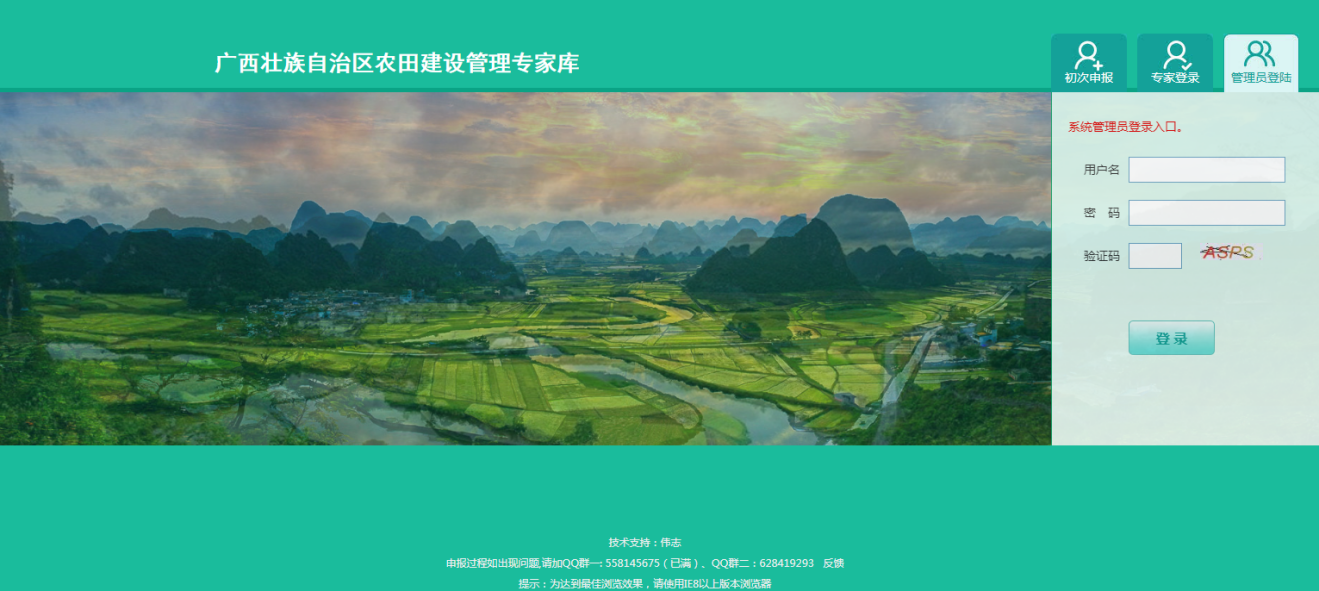 广西壮族自治区农田建设管理专家库
初次申报
专家登录
管理员登陆
系统管理员登录入口。
用户名
密 码
验证码
ASPS
登 录
技术支持：伟志
申报过程如出现问题,请加QQ群一: 558145675（已满）、QQ群二：628419293 反馈
提示：为达到最佳浏览效果，请使用IE8以上版本浏览器